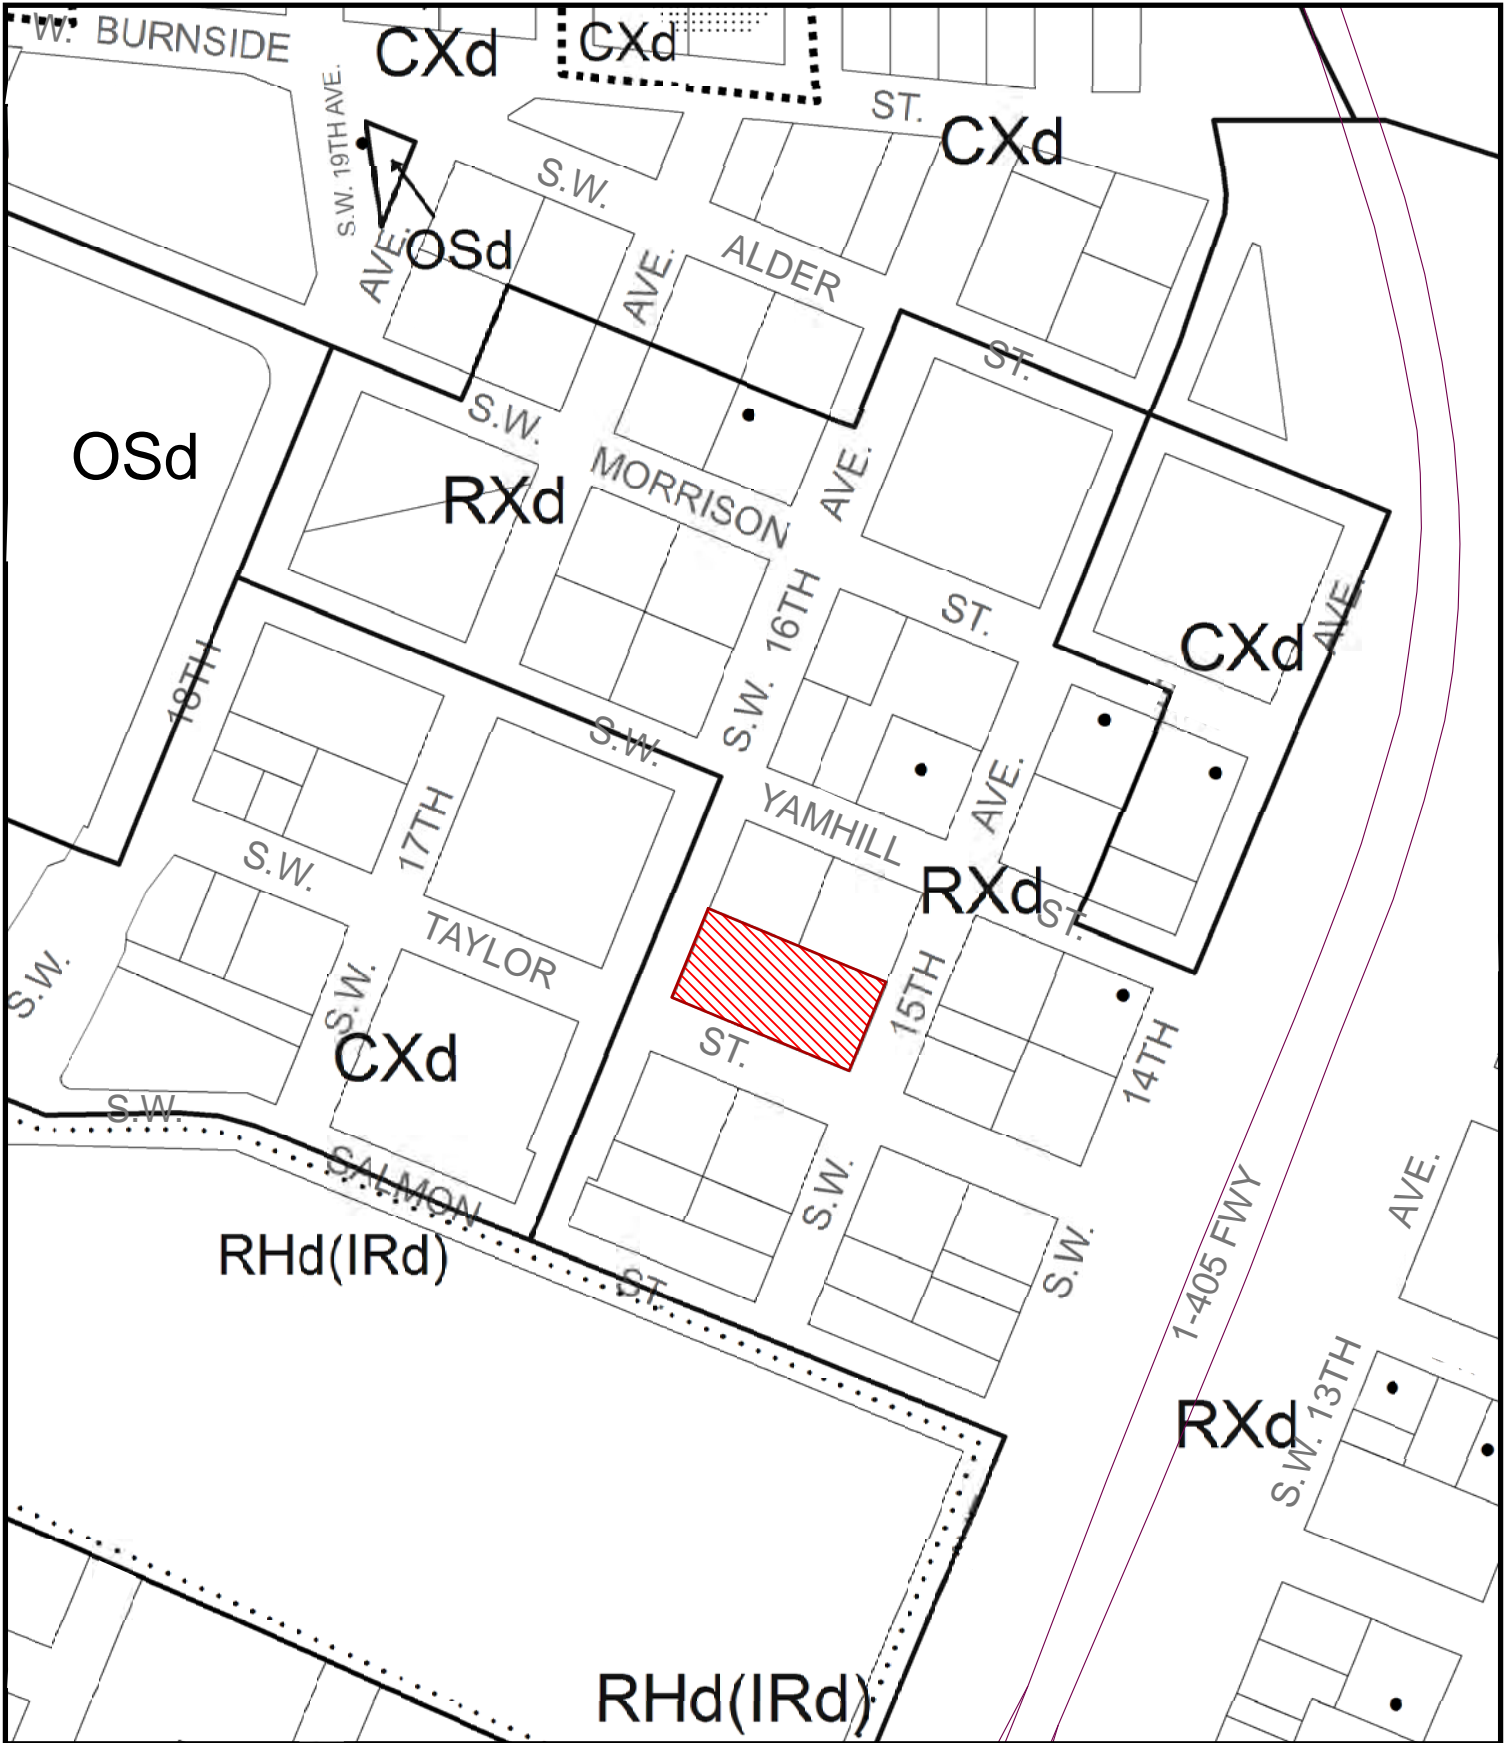 W. BURNSIDE
CXd
CXd
ST.
CXd
S.W. 19TH AVE.
S.W.
OSd
AVE.
AVE.
ALDER
ST.
S.W.
OSd
RXd
MORRISON
AVE.
ST.
S.W. 16TH
CXd
AVE.
18TH
S.W.
17TH
YAMHILL
AVE.
S.W.
RXd
ST.
TAYLOR
S.W.
S.W.
15TH
CXd
ST.
14TH
S.W.
SALMON
S.W.
AVE.
RHd(IRd)
S.W.
ST.
1-405 FWY
RXd
S.W. 13TH
RHd(IRd)